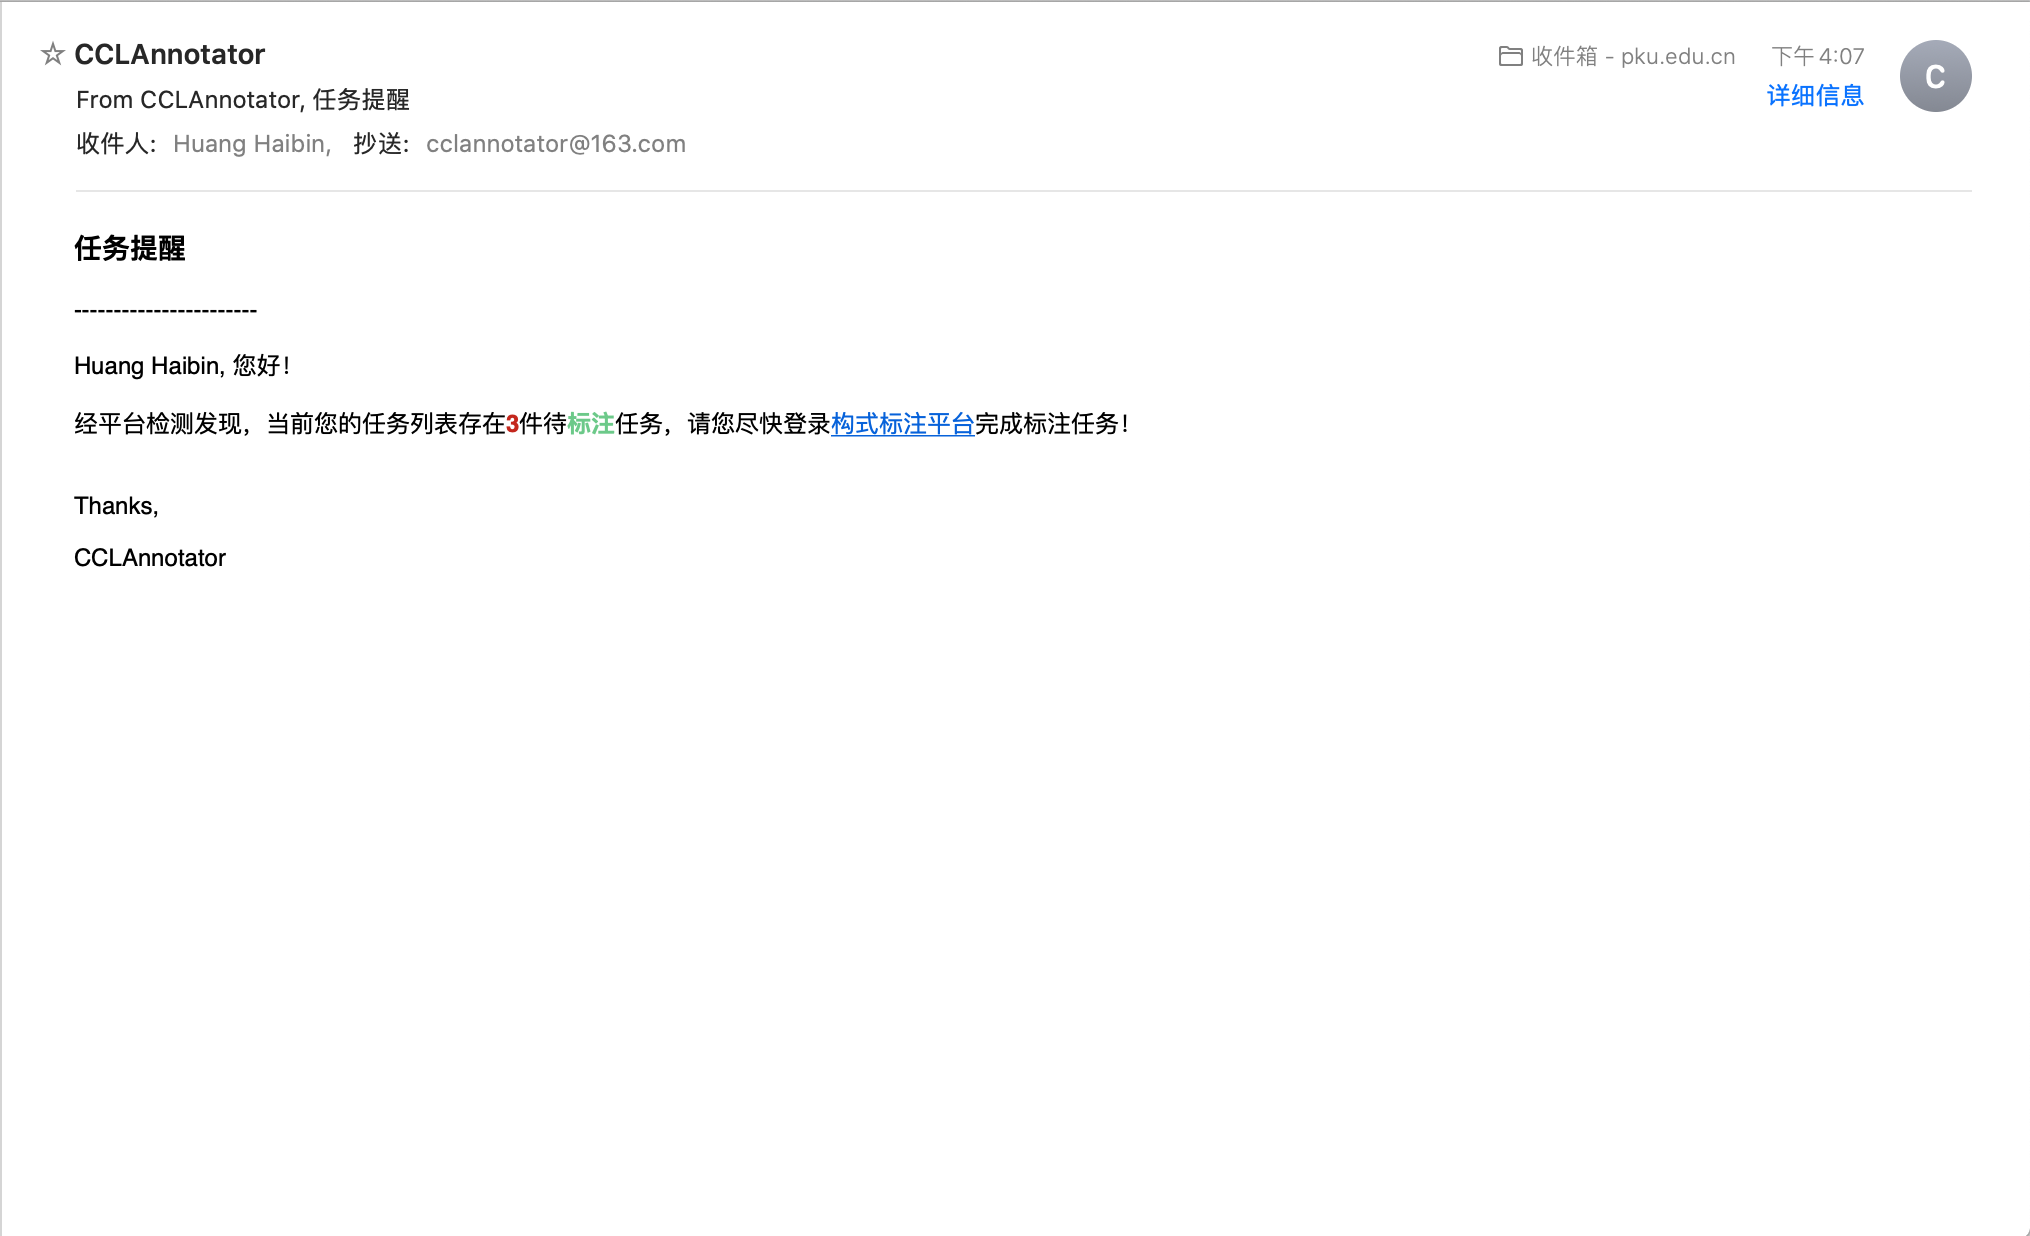 CCLAnnotator
收件箱 - pku.edu.cn 下午 4:07
From CCLAnnotator, 任务提醒
详细信息
C
收件人: Huang Haibin, 抄送: cclannotator@163.com
任务提醒
-----------------------
Huang Haibin, 您好！
经平台检测发现，当前您的任务列表存在3件待标注任务，请您尽快登录构式标注平台完成标注任务！
Thanks,
CCLAnnotator